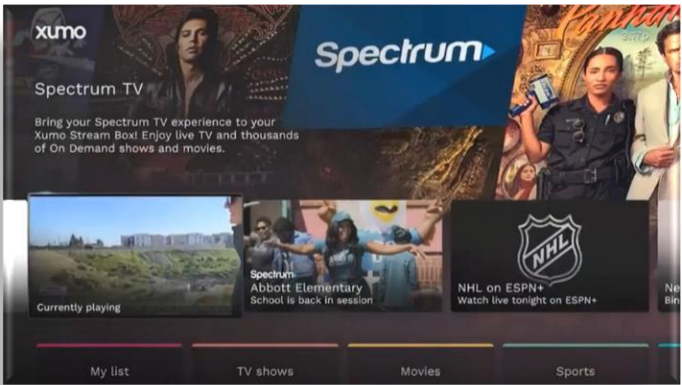 xumo
Spectrum
Spectrum TV
Bring your Spectrum TV experience to your
Xumo Stream Box! Enjoy live TV and thousands
of On Demand shows and movies.
Currently playing
Spectrum
Abbott Elementary
School is back in session
NHL
NHL on ESPN+
Watch live tonight on ESPN+
Ne
Bin
My list
TV shows
Movies
Sports